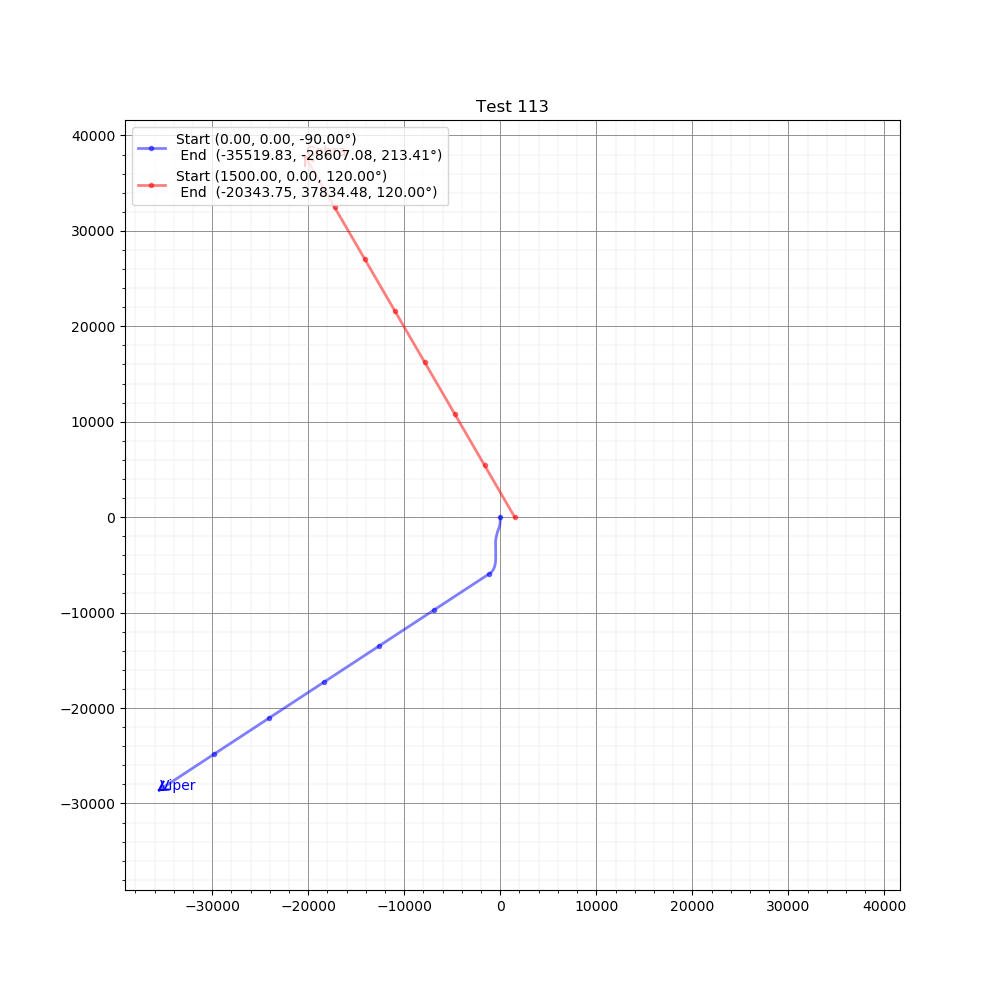 Test 113
Start (0.00, 0.00, -90.00°)
End (-35519.83, -28607.08, 213.41°)
Start (1500.00, 0.00, 120.00°)
End (-20343.75, 37834.48, 120.00°)
40000
30000
20000
10000
0
−10000
−20000
−30000
Viper
−30000 −20000 −10000 0 10000 20000 30000 40000